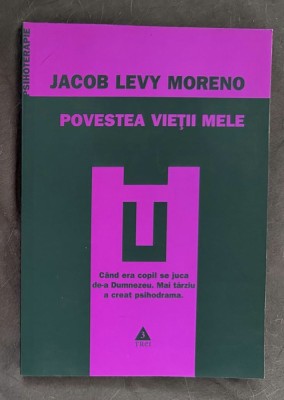 PSIHOTERAPIE
JACOB LEVY MORENO
POVESTEA VIEȚII MELE
Când era copil se juca
de-a Dumnezeu. Mai târziu
a creat psihodrama.
3
TREI